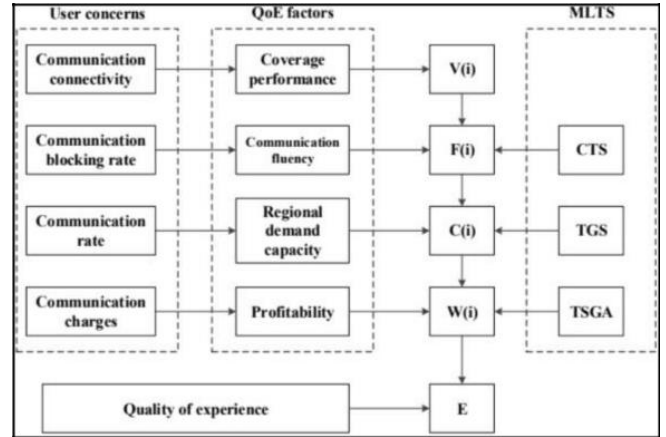 User concerns
QoE factors
MLTS
Communication
connectivity
Coverage
performance
V(i)
Communication
blocking rate
Communication
fluency
F(i)
CTS
Communication
rate
Regional
demand
capacity
C(i)
TGS
Communication
charges
Profitability
W(i)
TSGA
Quality of experience
E